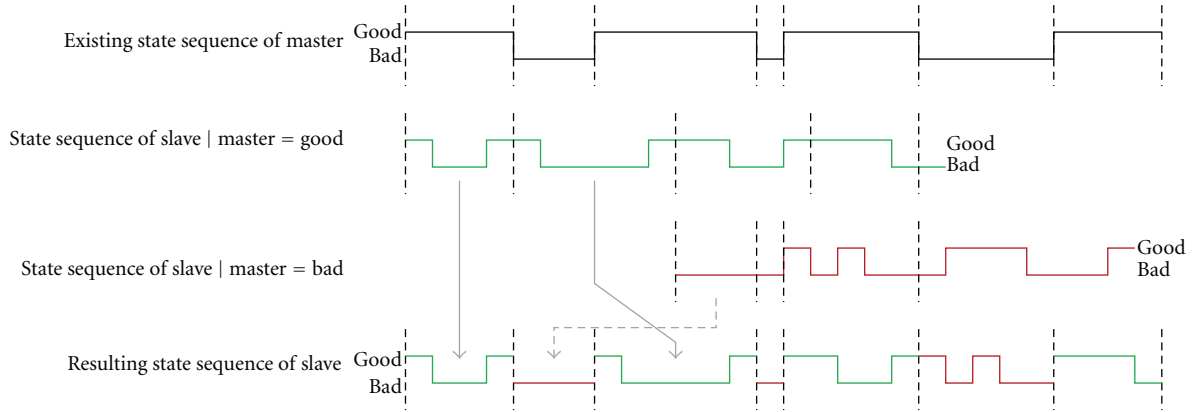 Existing state sequence of master
Good
Bad
State sequence of slave | master = good
Good
Bad
State sequence of slave | master = bad
Good
Bad
Resulting state sequence of slave
Good
Bad